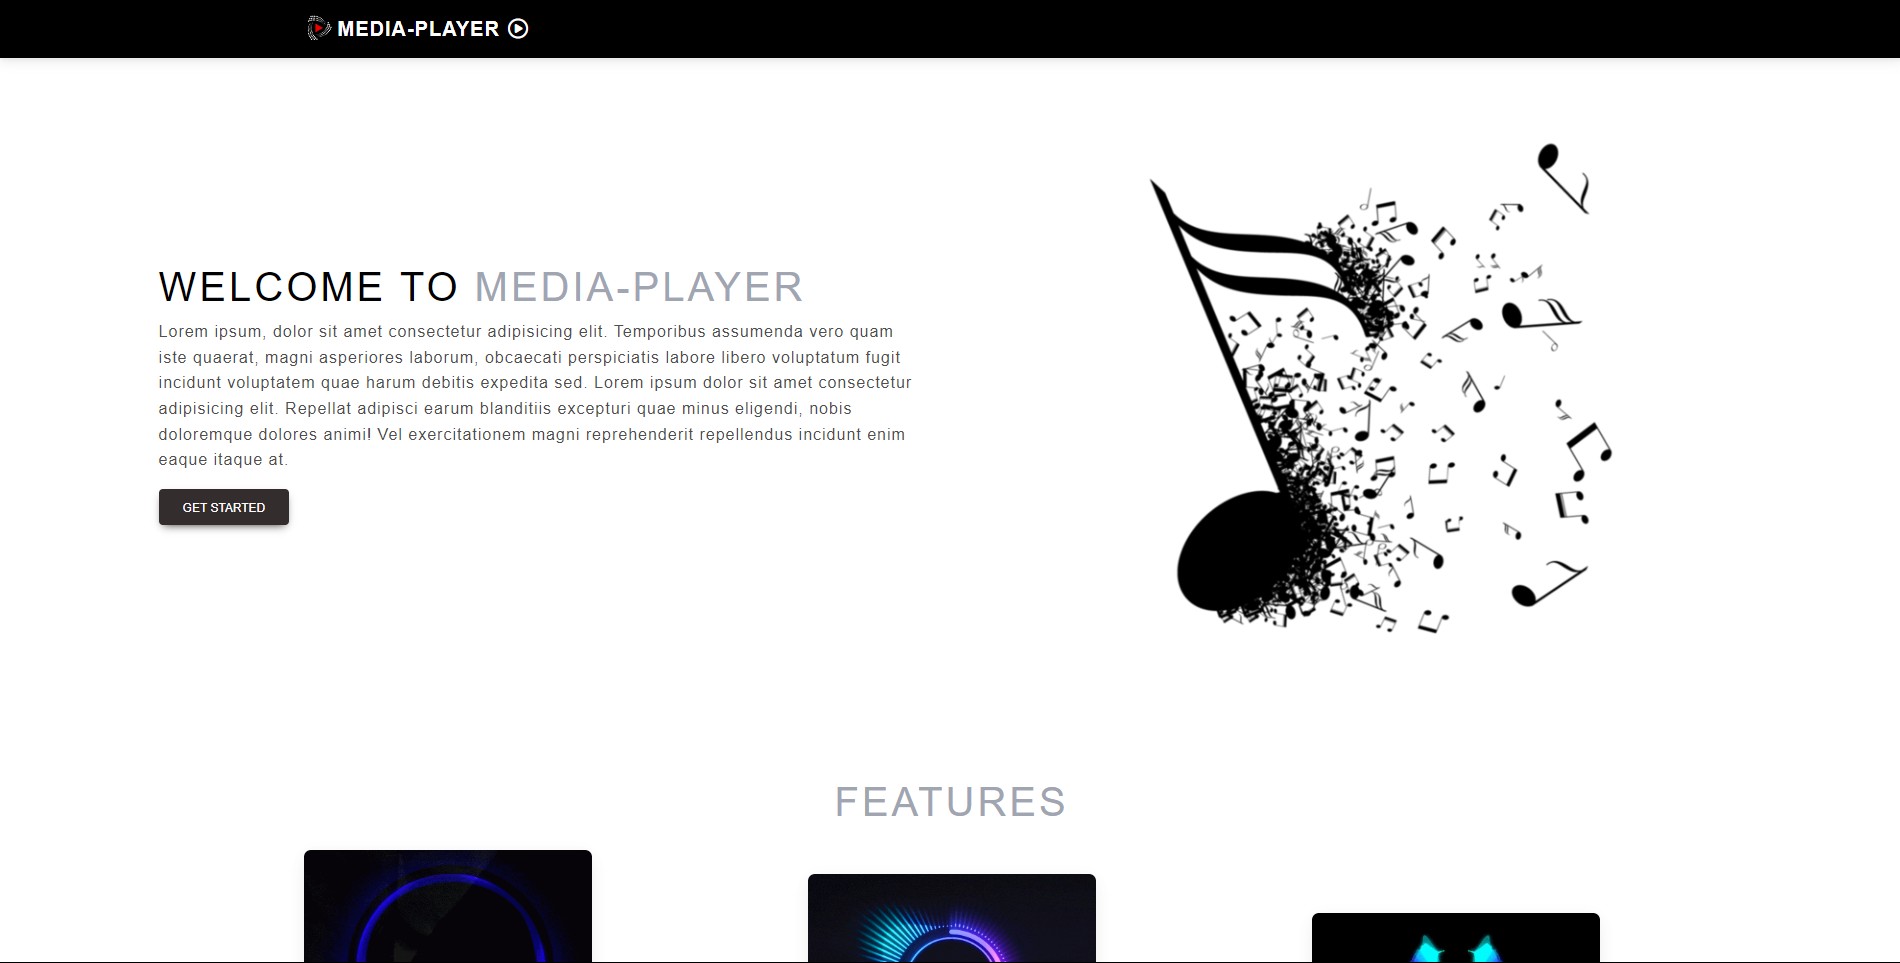 MEDIA-PLAYER
WELCOME TO MEDIA-PLAYER
Lorem ipsum, dolor sit amet consectetur adipisicing elit. Temporibus assumenda vero quam
iste quaerat, magni asperiores laborum, obcaecati perspiciatis labore libero voluptatum fugit
incidunt voluptatem quae harum debitis expedita sed. Lorem ipsum dolor sit amet consectetur
adipisicing elit. Repellat adipisci earum blanditiis excepturi quae minus eligendi, nobis
doloremque dolores animi! Vel exercitationem magni reprehenderit repellendus incidunt enim
eaque itaque at.
GET STARTED
FEATURES